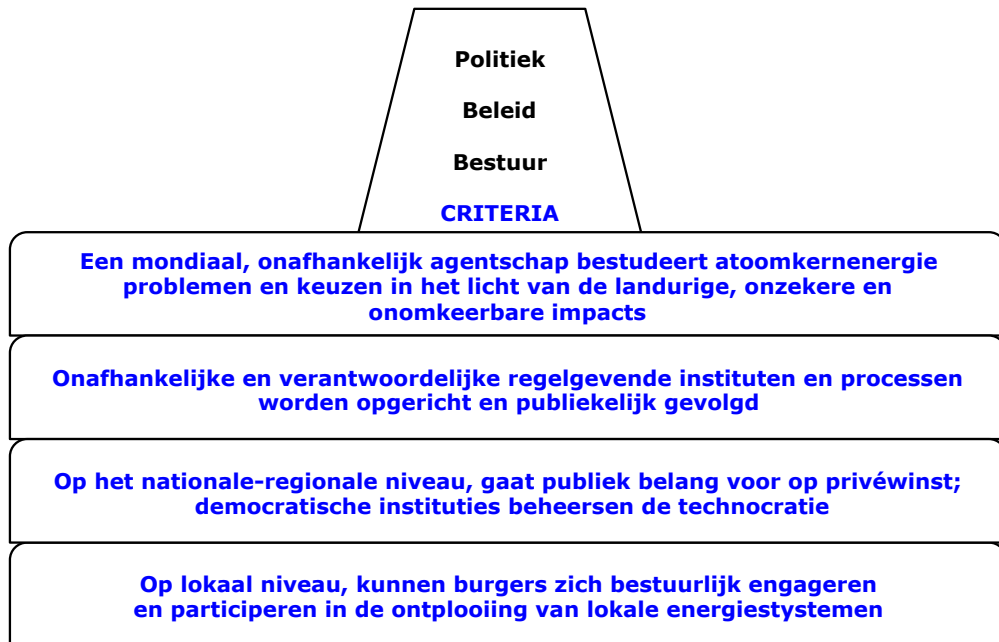 Politiek
Beleid
Bestuur
CRITERIA
Een mondiaal, onafhankelijk agentschap bestudeert atoomkernenergie
problemen en keuzen in het licht van de landurige, onzekere en
onomkeerbare impacts
Onafhankelijke en verantwoordelijke regelgevende instituten en processen
worden opgericht en publiekelijk gevolgd
Op het nationale-regionale niveau, gaat publiek belang voor op privéwinst;
democratische instituties beheersen de technocratie
Op lokaal niveau, kunnen burgers zich bestuurlijk engageren
en participeren in de ontplooiing van lokale energiestystemen